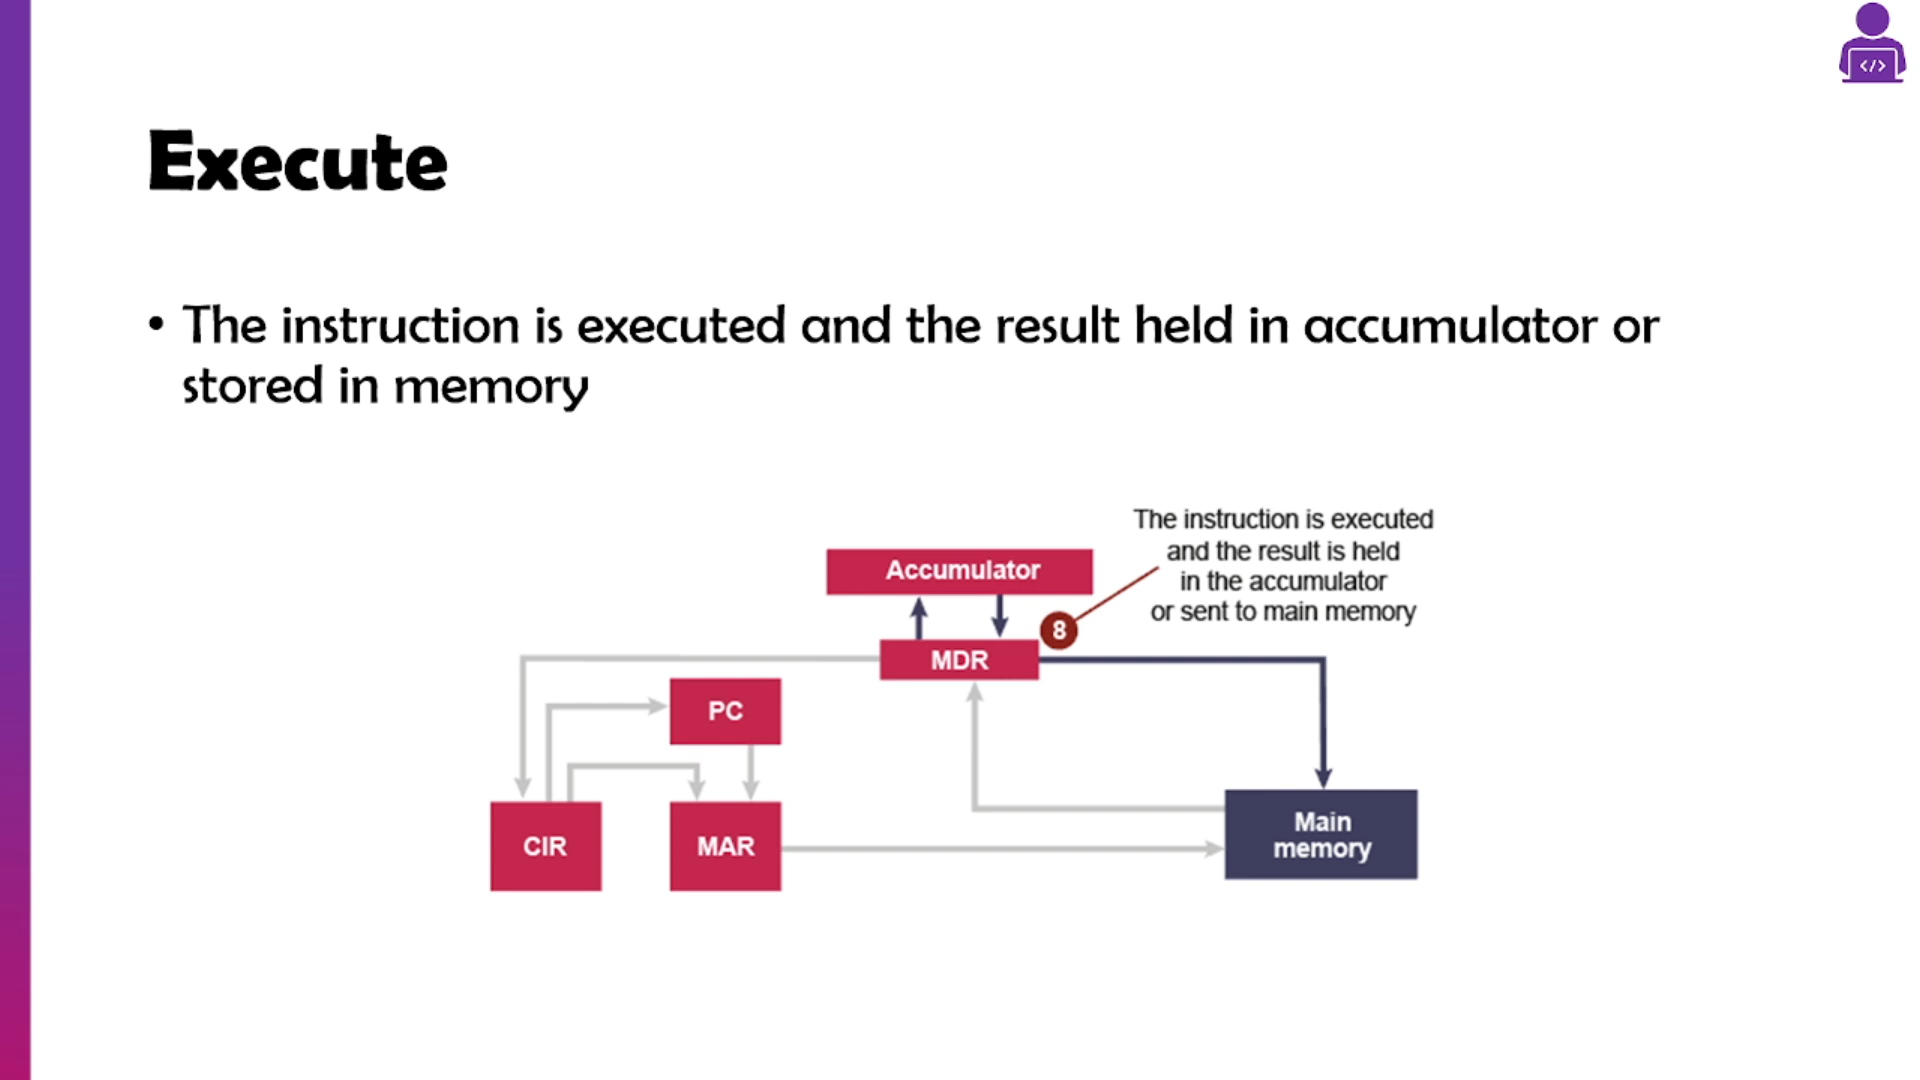 </>
Execute
• The instruction is executed and the result held in accumulator or
stored in memory
The instruction is executed
and the result is held
in the accumulator
or sent to main memory
Accumulator
8
MDR
PC
CIR
MAR
Main
memory